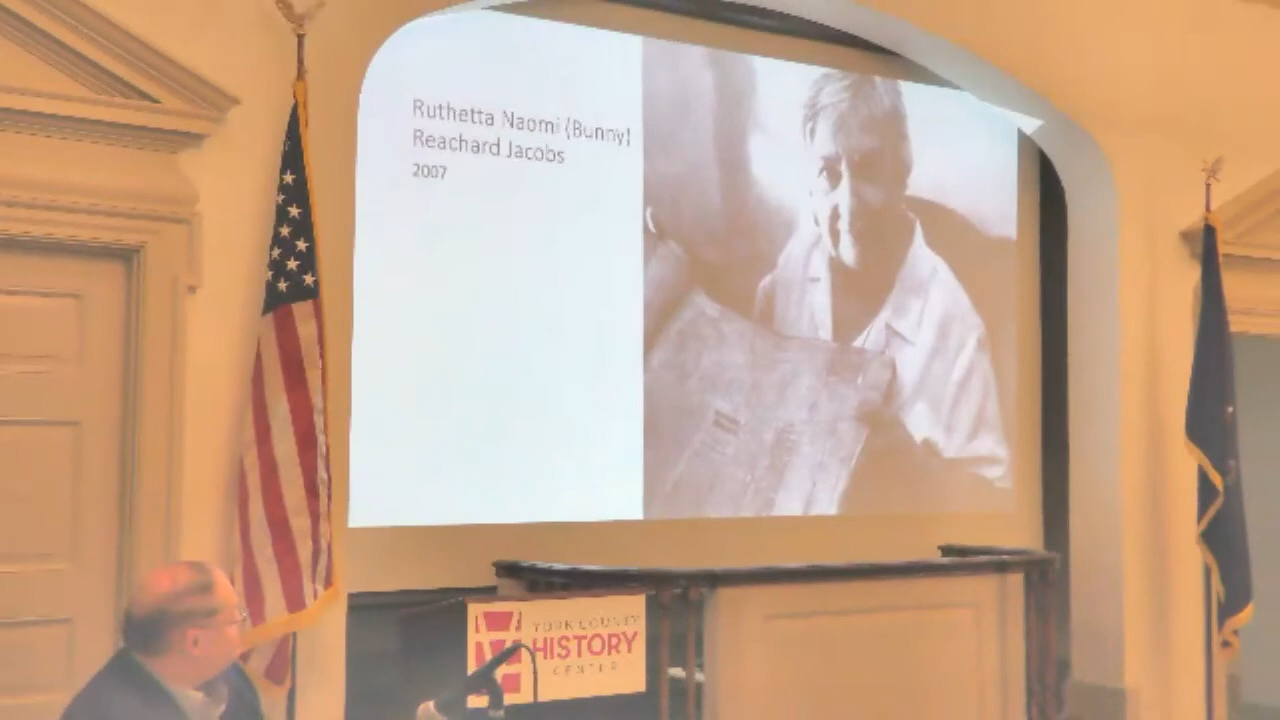 Ruthetta Naomi (Bunny)
Reachard Jacobs
2007
YORK COUNTY
HISTORY
CENTER